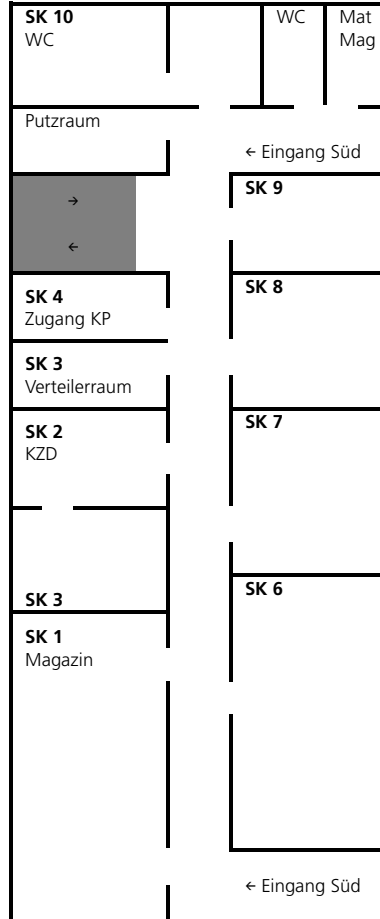 SK 10
WC
WC
Mat
Mag
Putzraum
← Eingang Süd
→
←
SK 9
SK 4
Zugang KP
SK 8
SK 3
Verteilerraum
SK 2
KZD
SK 7
SK 3
SK 6
SK 1
Magazin
← Eingang Süd